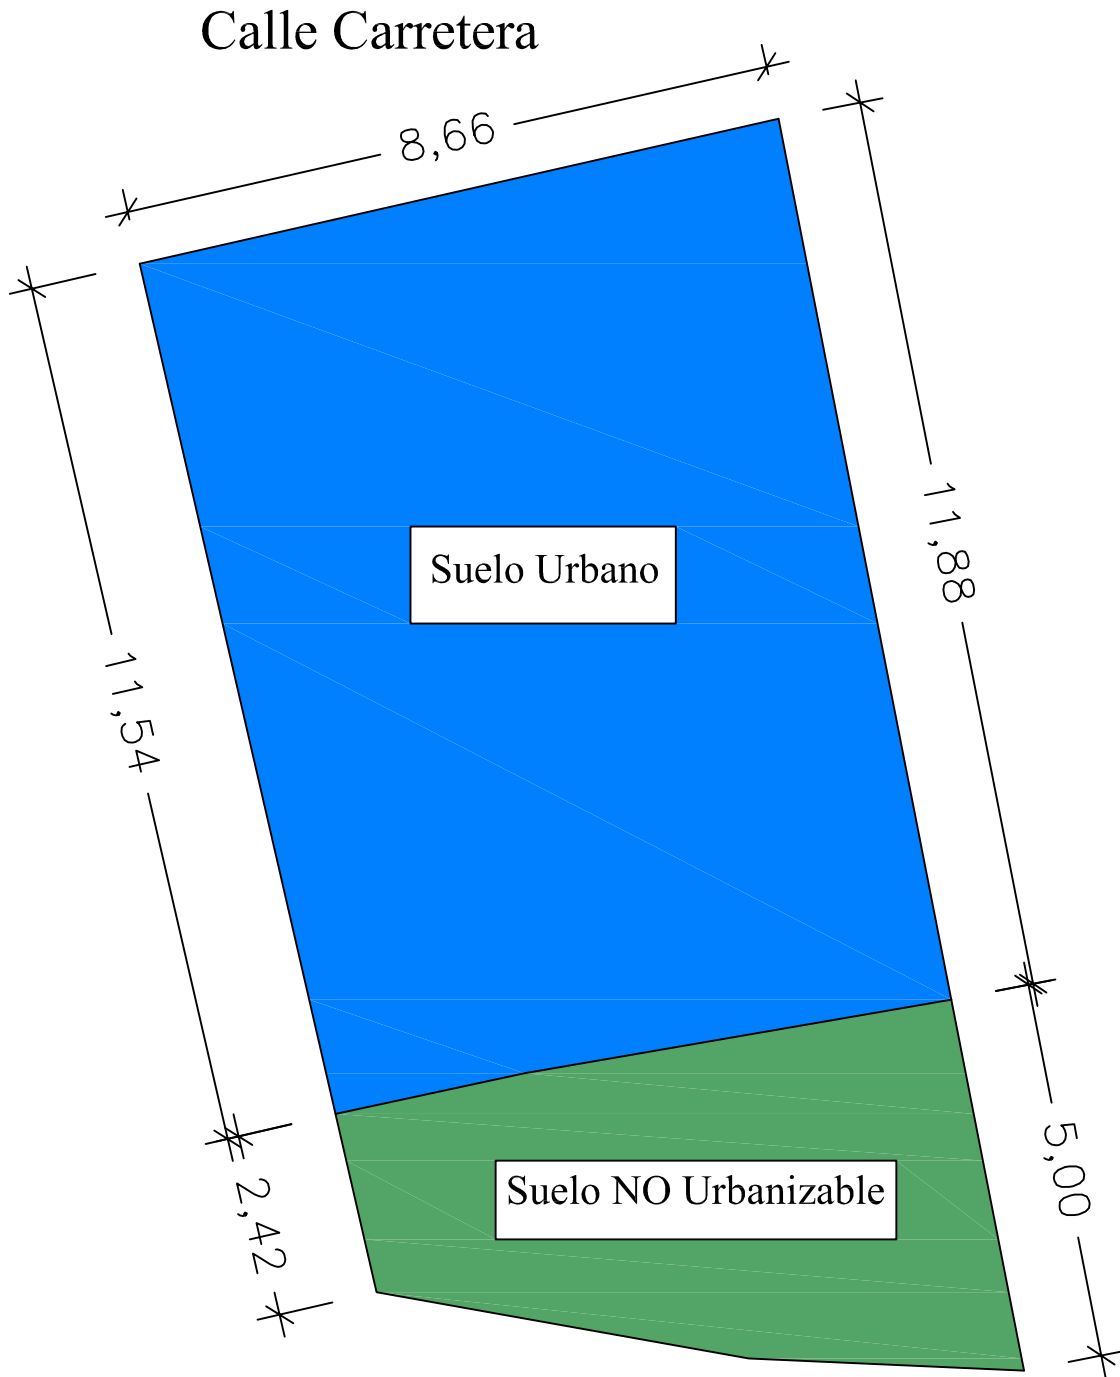 Calle Carretera
8,66
11,88
Suelo Urbano
11,54
5,00
Suelo NO Urbanizable
2,42